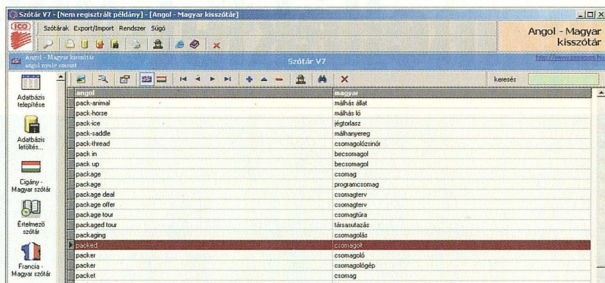 Szótár V7 - [Nem regisztrált példány] - [Angol - Magyar kisszótár]
Szótárak Export/Import Rendszer Súgó
ICO
Angol - Magyar
kisszótár
Angol - Magyar kisszótár
Szótár V7
keresés
Adatbázis
telepítése
Adatbázis
letöltés...
Cigány -
Magyar szótár
Értelmező
szótár
Francia -
Magyar szótár
angol magyar
pack-animal málhás állat
pack-horse málhás ló
pack-ice jégtorlasz
pack-saddle málhanyereg
pack-thread csomagolózsinór
pack in becsomagol
pack up becsomagol
package csomag
package programcsomag
package deal csomagterv
package offer csomagterv
package tour csomagtúra
packaged tour társasutazás
packaging csomagolás
packed csomagolt
packer csomagoló
packer csomagológép
packet csomag